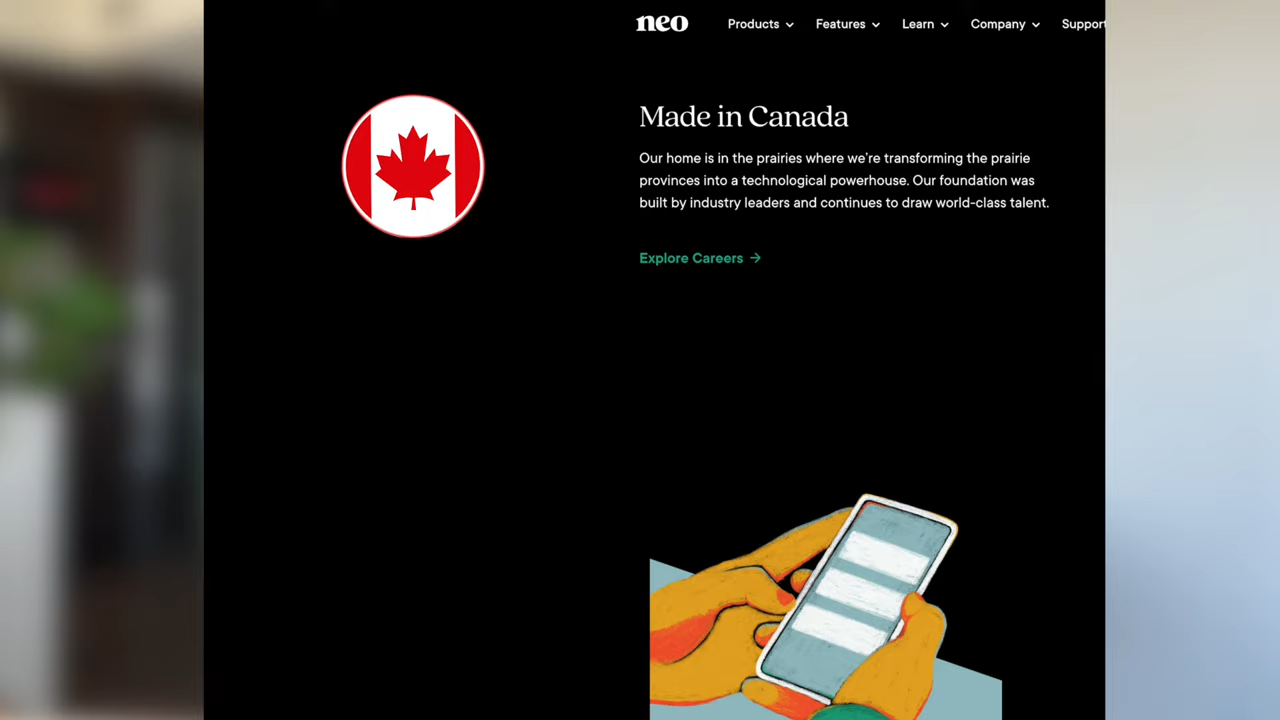 neo Products Features Learn Company Support
Made in Canada
Our home is in the prairies where we’re transforming the prairie
provinces into a technological powerhouse. Our foundation was
built by industry leaders and continues to draw world-class talent.
Explore Careers →